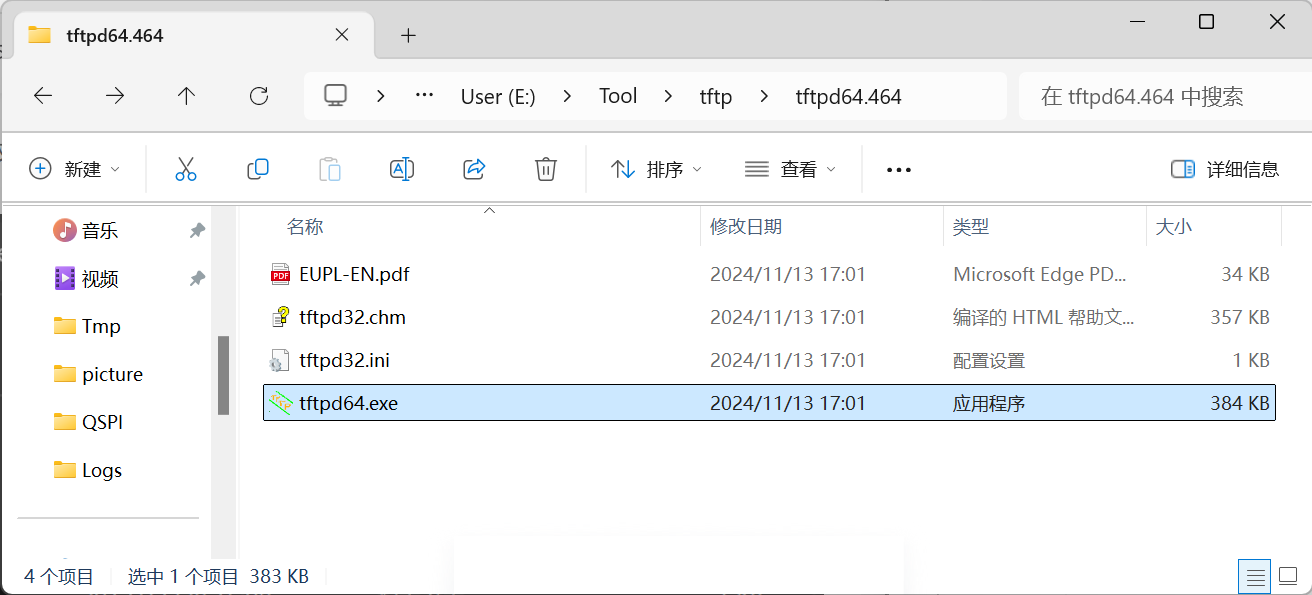 tftpd64.464
User (E:) Tool tftp tftpd64.464 在 tftpd64.464 中搜索
新建 排序 查看 详细信息
名称 修改日期 类型 大小
音乐
视频
Tmp
picture
QSPI
Logs
EUPL-EN.pdf 2024/11/13 17:01 Microsoft Edge PD... 34 KB
tftpd32.chm 2024/11/13 17:01 编译的 HTML 帮助文... 357 KB
tftpd32.ini 2024/11/13 17:01 配置设置 1 KB
tftpd64.exe 2024/11/13 17:01 应用程序 384 KB
4 个项目 选中 1 个项目 383 KB